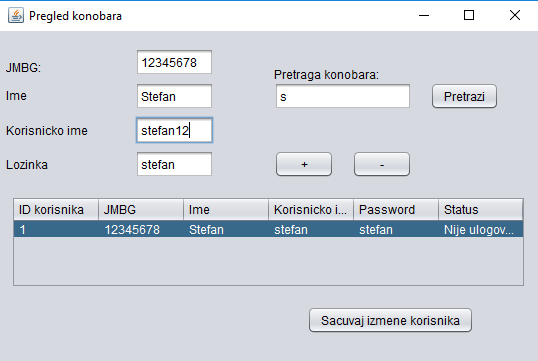 Pregled konobara
JMBG: 12345678
Pretraga konobara:
Ime Stefan s Pretrazi
Korisnicko ime stefan12
Lozinka stefan + -
ID korisnika JMBG Ime Korisnicko i... Password Status
1 12345678 Stefan stefan stefan Nije ulogov...
Sacuvaj izmene korisnika